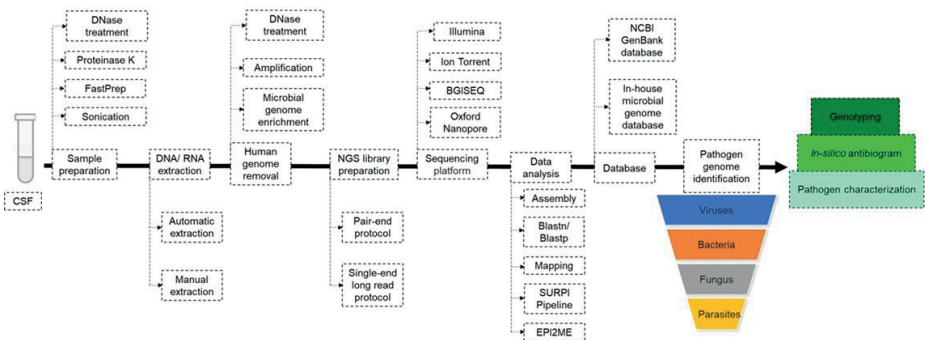 DNase
treatment
Proteinase K
FastPrep
Sonication
CSF
Sample
preparation
DNA/ RNA
extraction
Automatic
extraction
Manual
extraction
DNase
treatment
Amplification
Microbial
genome
enrichment
Human
genome
removal
NGS library
preparation
Pair-end
protocol
Single-end
long read
protocol
Illumina
Ion Torrent
BGISEQ
Oxford
Nanopore
Sequencing
platform
Data
analysis
Assembly
Blastn/
Blastp
Mapping
SURPI
Pipeline
EPI2ME
NCBI
GenBank
database
In-house
microbial
genome
database
Database
Pathogen
genome
identification
Viruses
Bacteria
Fungus
Parasites
Genotyping
In-silico antibiogram
Pathogen characterization